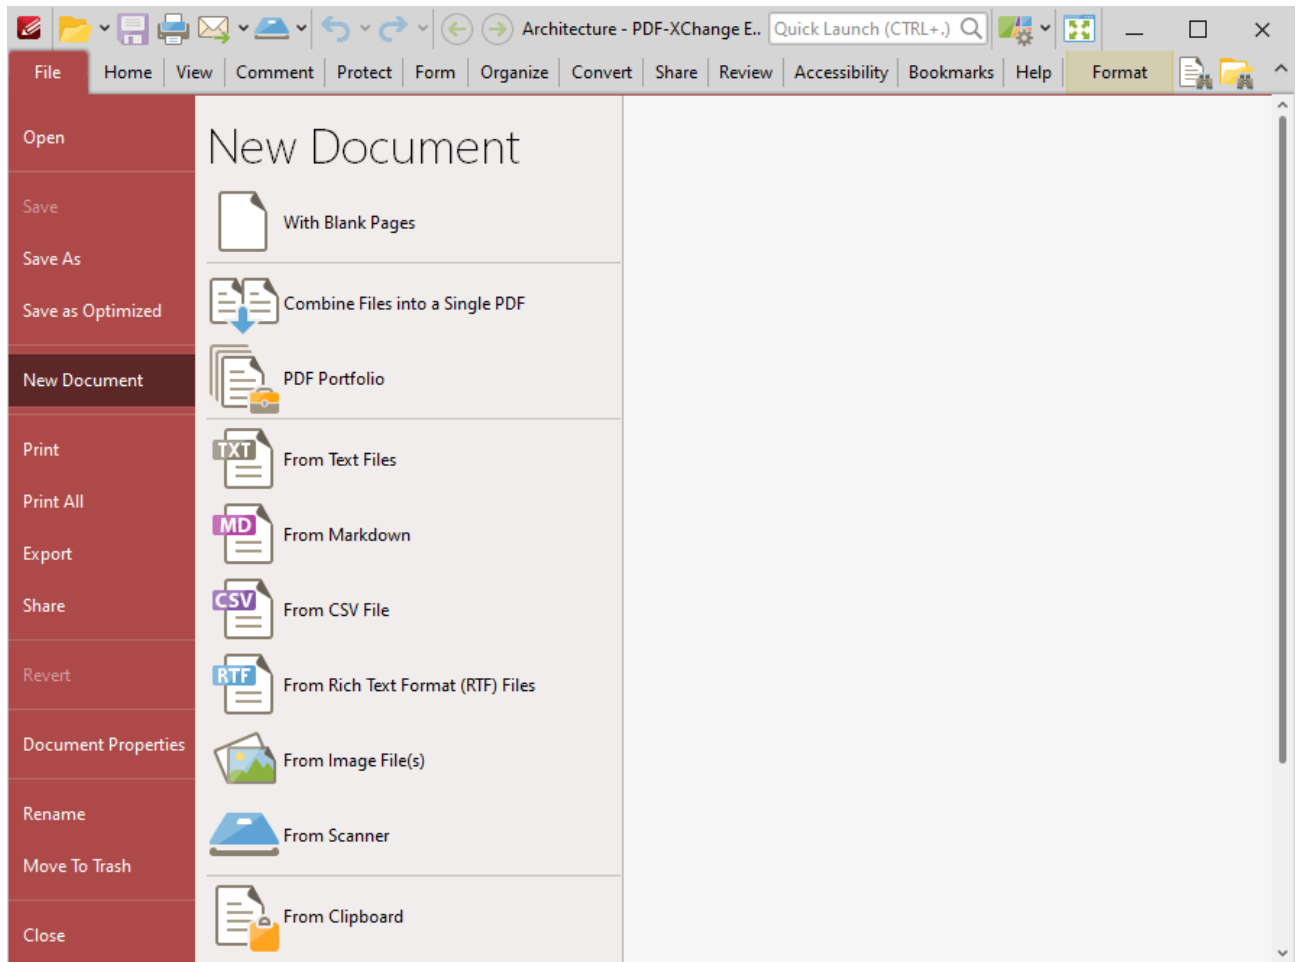 Architecture - PDF-XChange E.. Quick Launch (CTRL+.)
File Home View Comment Protect Form Organize Convert Share Review Accessibility Bookmarks Help Format
Open
Save
Save As
Save as Optimized
New Document
Print
Print All
Export
Share
Revert
Document Properties
Rename
Move To Trash
Close
New Document
With Blank Pages
Combine Files into a Single PDF
PDF Portfolio
TXT From Text Files
MD From Markdown
CSV From CSV File
RTF From Rich Text Format (RTF) Files
From Image File(s)
From Scanner
From Clipboard